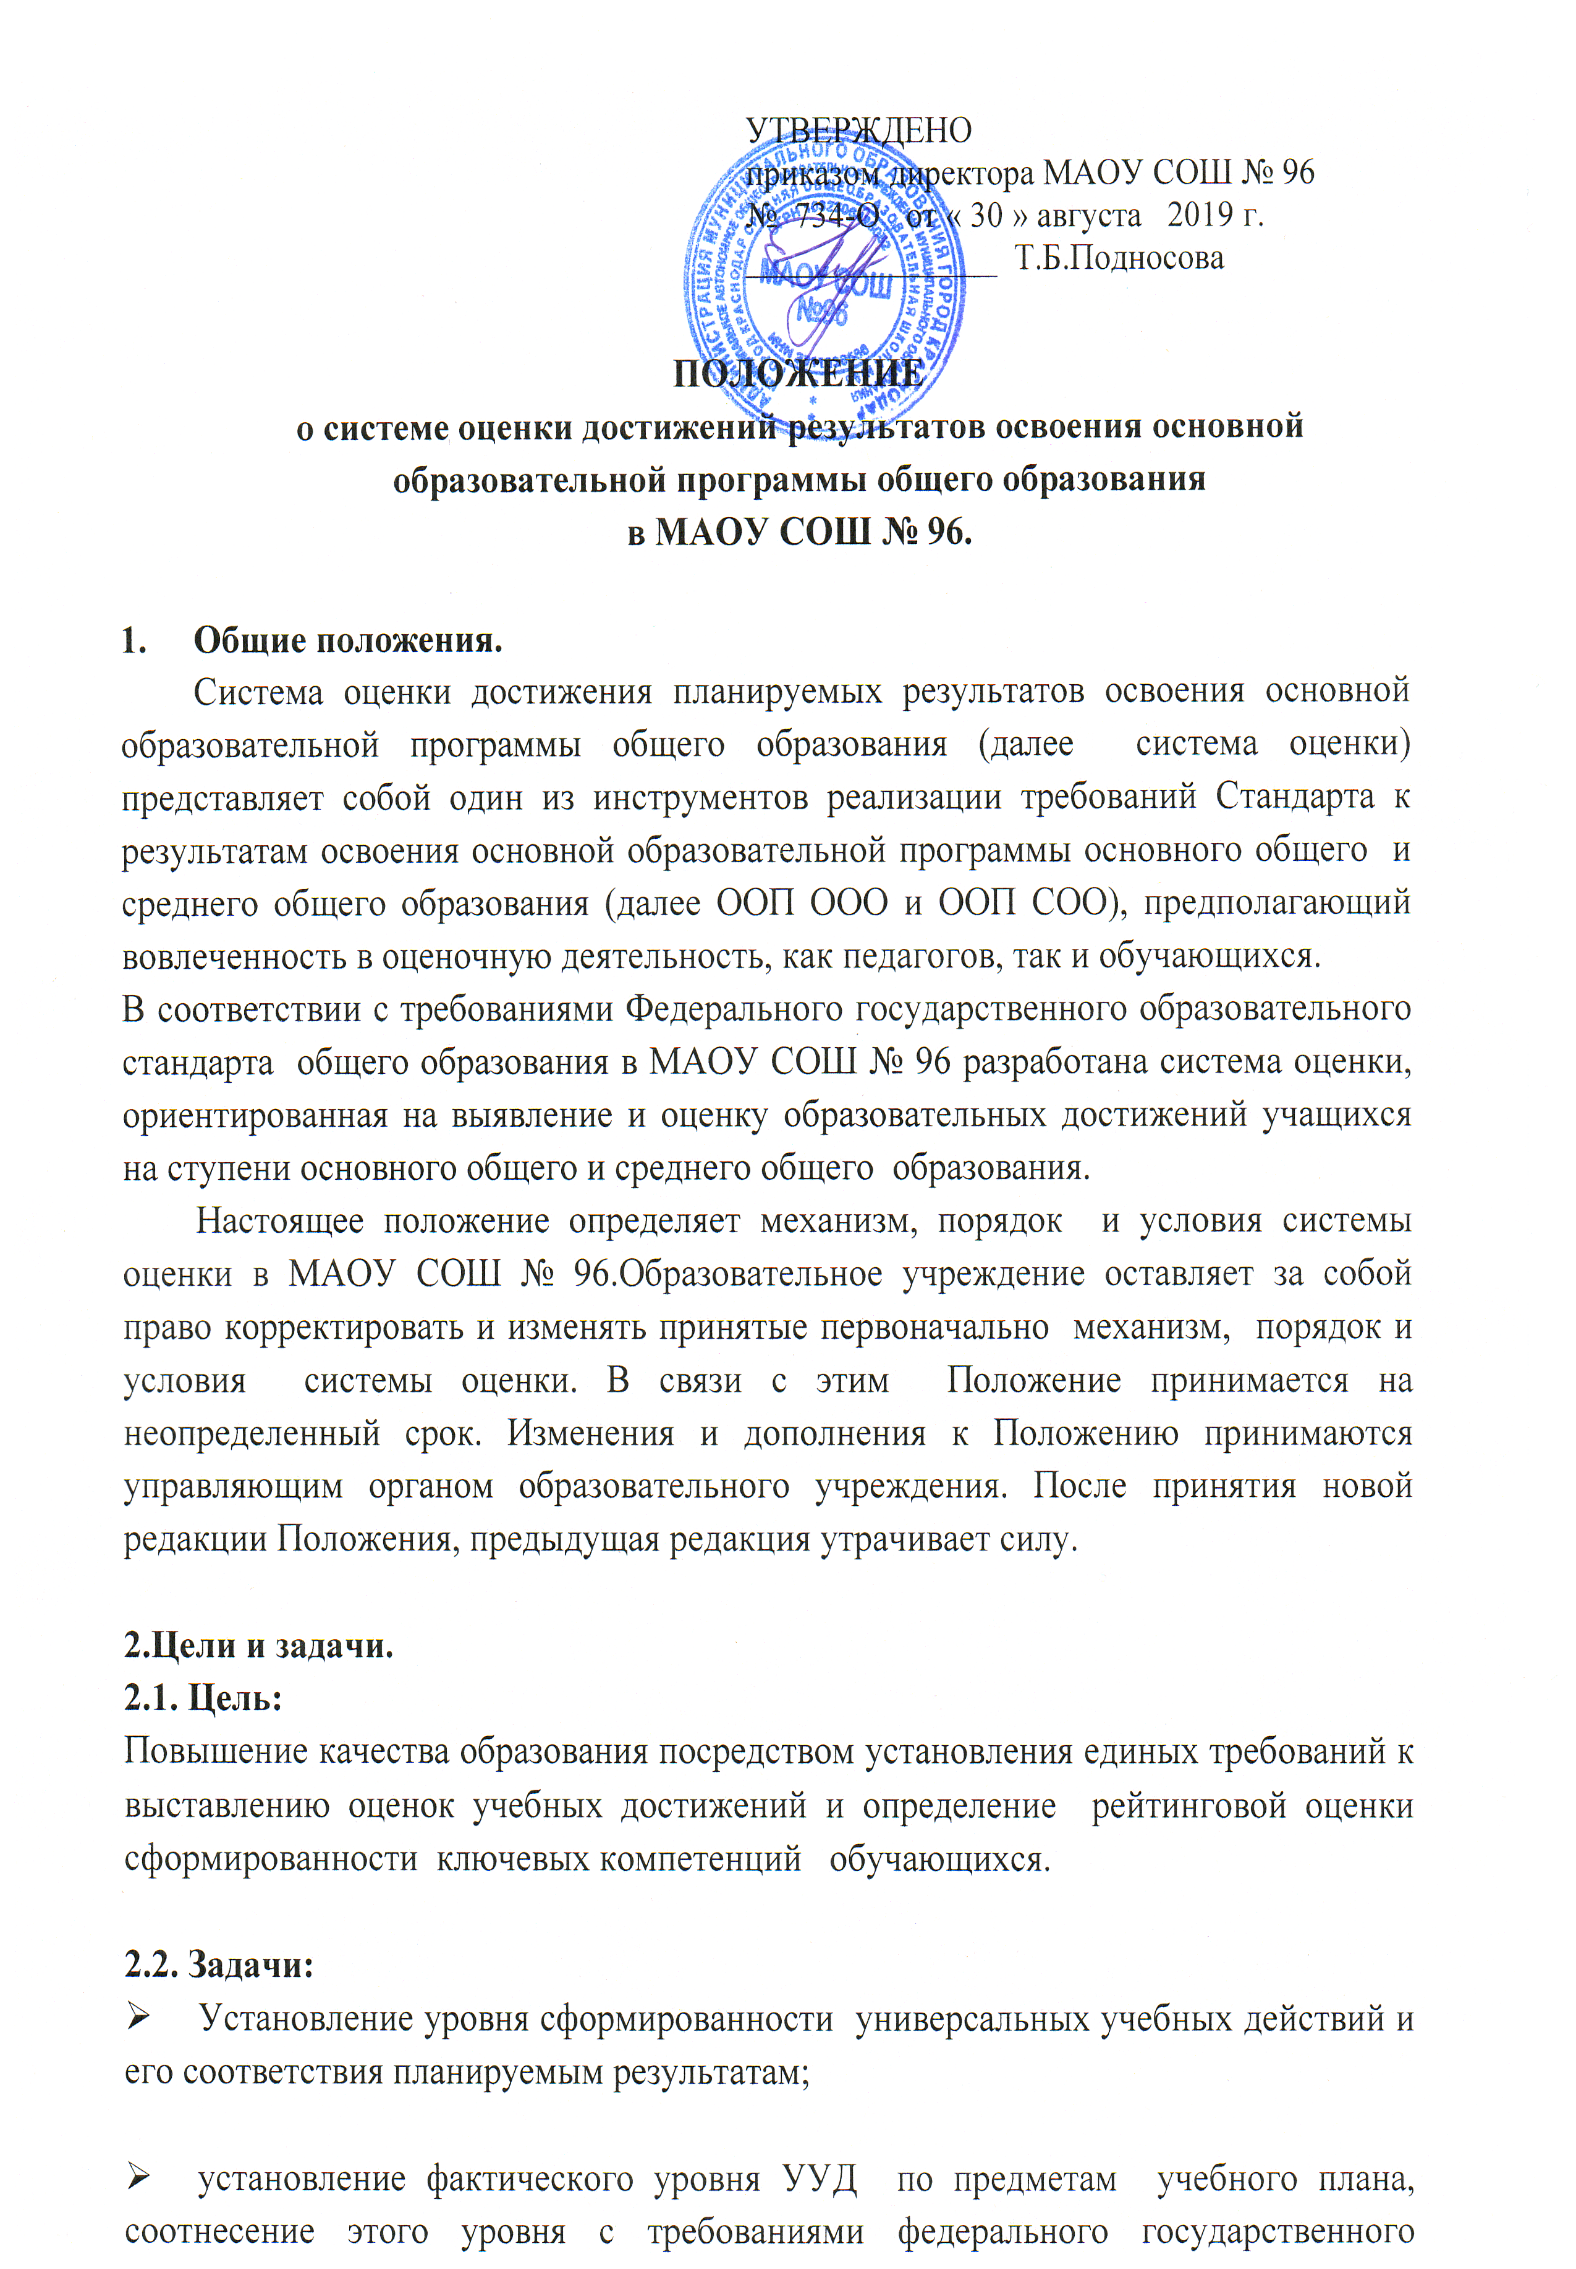 УТВЕРЖДЕНО
приказом директора МАОУ СОШ № 96
№ 734-О от « 30 » августа 2019 г.
Т.Б.Подносова
МАОУ СОШ
№96
ПОЛОЖЕНИЕ
о системе оценки достижений результатов освоения основной
образовательной программы общего образования
в МАОУ СОШ № 96.
1. Общие положения.
Система оценки достижения планируемых результатов освоения основной
образовательной программы общего образования (далее система оценки)
представляет собой один из инструментов реализации требований Стандарта к
результатам освоения основной образовательной программы основного общего и
среднего общего образования (далее ООП ООО и ООП СОО), предполагающий
вовлеченность в оценочную деятельность, как педагогов, так и обучающихся.
В соответствии с требованиями Федерального государственного образовательного
стандарта общего образования в МАОУ СОШ № 96 разработана система оценки,
ориентированная на выявление и оценку образовательных достижений учащихся
на ступени основного общего и среднего общего образования.
Настоящее положение определяет механизм, порядок и условия системы
оценки в МАОУ СОШ № 96.Образовательное учреждение оставляет за собой
право корректировать и изменять принятые первоначально механизм, порядок и
условия системы оценки. В связи с этим Положение принимается на
неопределенный срок. Изменения и дополнения к Положению принимаются
управляющим органом образовательного учреждения. После принятия новой
редакции Положения, предыдущая редакция утрачивает силу.
2.Цели и задачи.
2.1. Цель:
Повышение качества образования посредством установления единых требований к
выставлению оценок учебных достижений и определение рейтинговой оценки
сформированности ключевых компетенций обучающихся.
2.2. Задачи:
➢ Установление уровня сформированности универсальных учебных действий и
его соответствия планируемым результатам;
➢ установление фактического уровня УУД по предметам учебного плана,
соотнесение этого уровня с требованиями федерального государственного